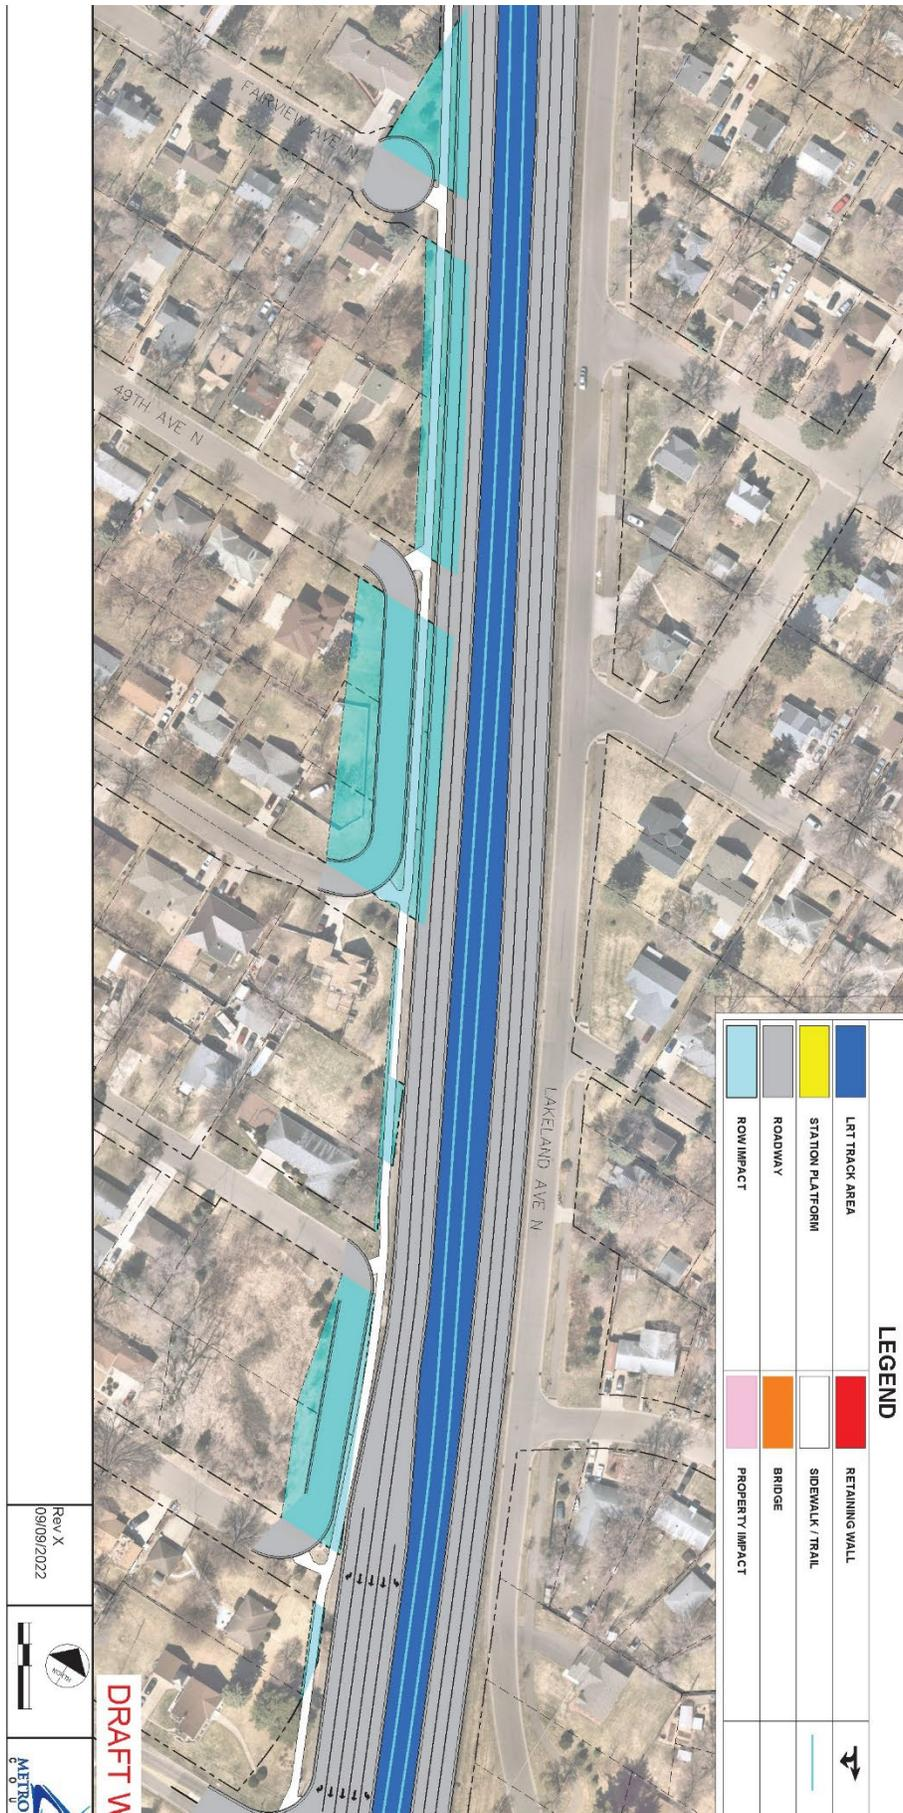 FAIRVIEW AVE N
49TH AVE N
LAKELAND AVE N
LEGEND
LRT TRACK AREA
STATION PLATFORM
ROADWAY
ROW IMPACT
RETAINING WALL
SIDEWALK / TRAIL
BRIDGE
PROPERTY IMPACT
Rev X
09/09/2022
NORTH
DRAFT W
METRO
C O U